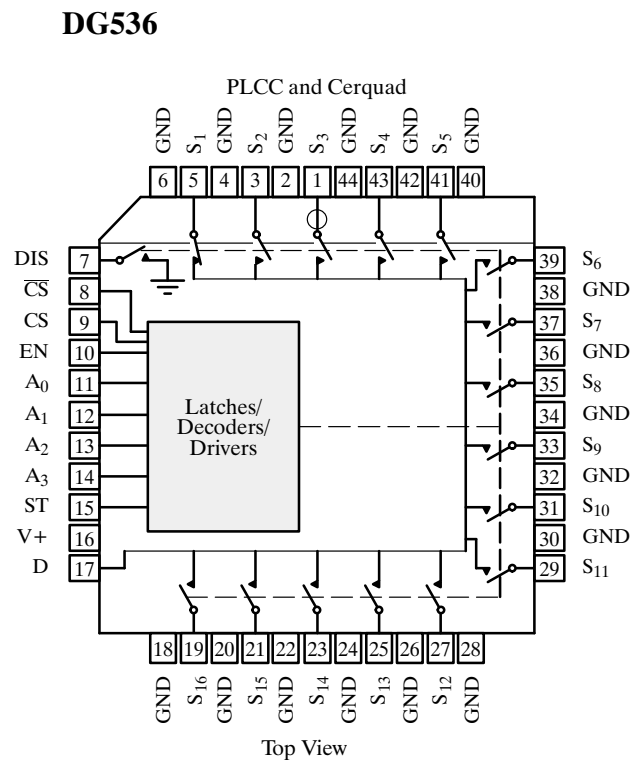 DG536
PLCC and Cerquad
GND S1 GND S2 GND S3 GND S4 GND S5 GND
6 5 4 3 2 1 44 43 42 41 40
DIS 7 39 S6
CS 8 38 GND
CS 9 37 S7
EN 10 36 GND
A0 11 35 S8
A1 12 34 GND
A2 13 33 S9
A3 14 32 GND
ST 15 31 S10
V+ 16 30 GND
D 17 29 S11
Latches/
Decoders/
Drivers
18 19 20 21 22 23 24 25 26 27 28
GND S16 GND S15 GND S14 GND S13 GND S12 GND
Top View